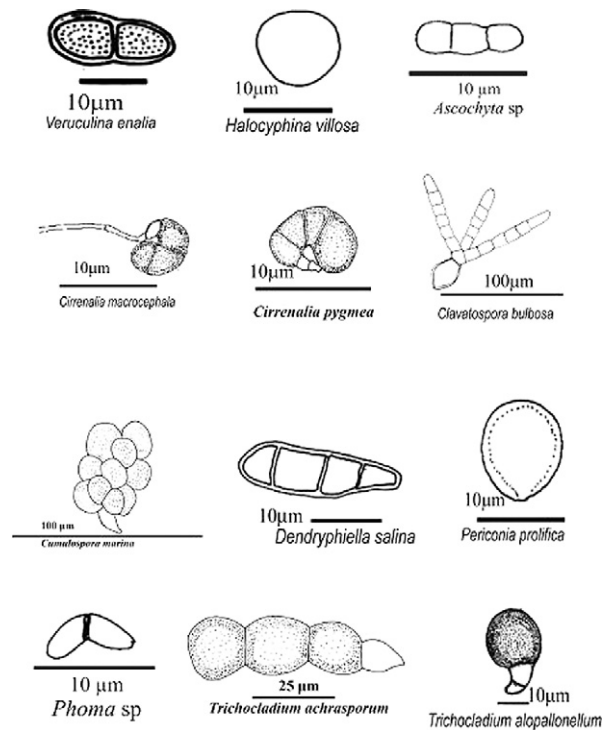 10µm
Veruculina enalia
10µm
Halocyphina villosa
10 µm
Ascochyta sp
10µm
Cirrenalia macrocephala
10µm
Cirrenalia pygmea
100µm
Clavatospora bulbosa
100 µm
Cumulospora marina
10µm
Dendryphiella salina
10µm
Periconia prolifica
10 µm
Phoma sp
25 µm
Trichocladium achrasporum
10µm
Trichocladium alopallonellum